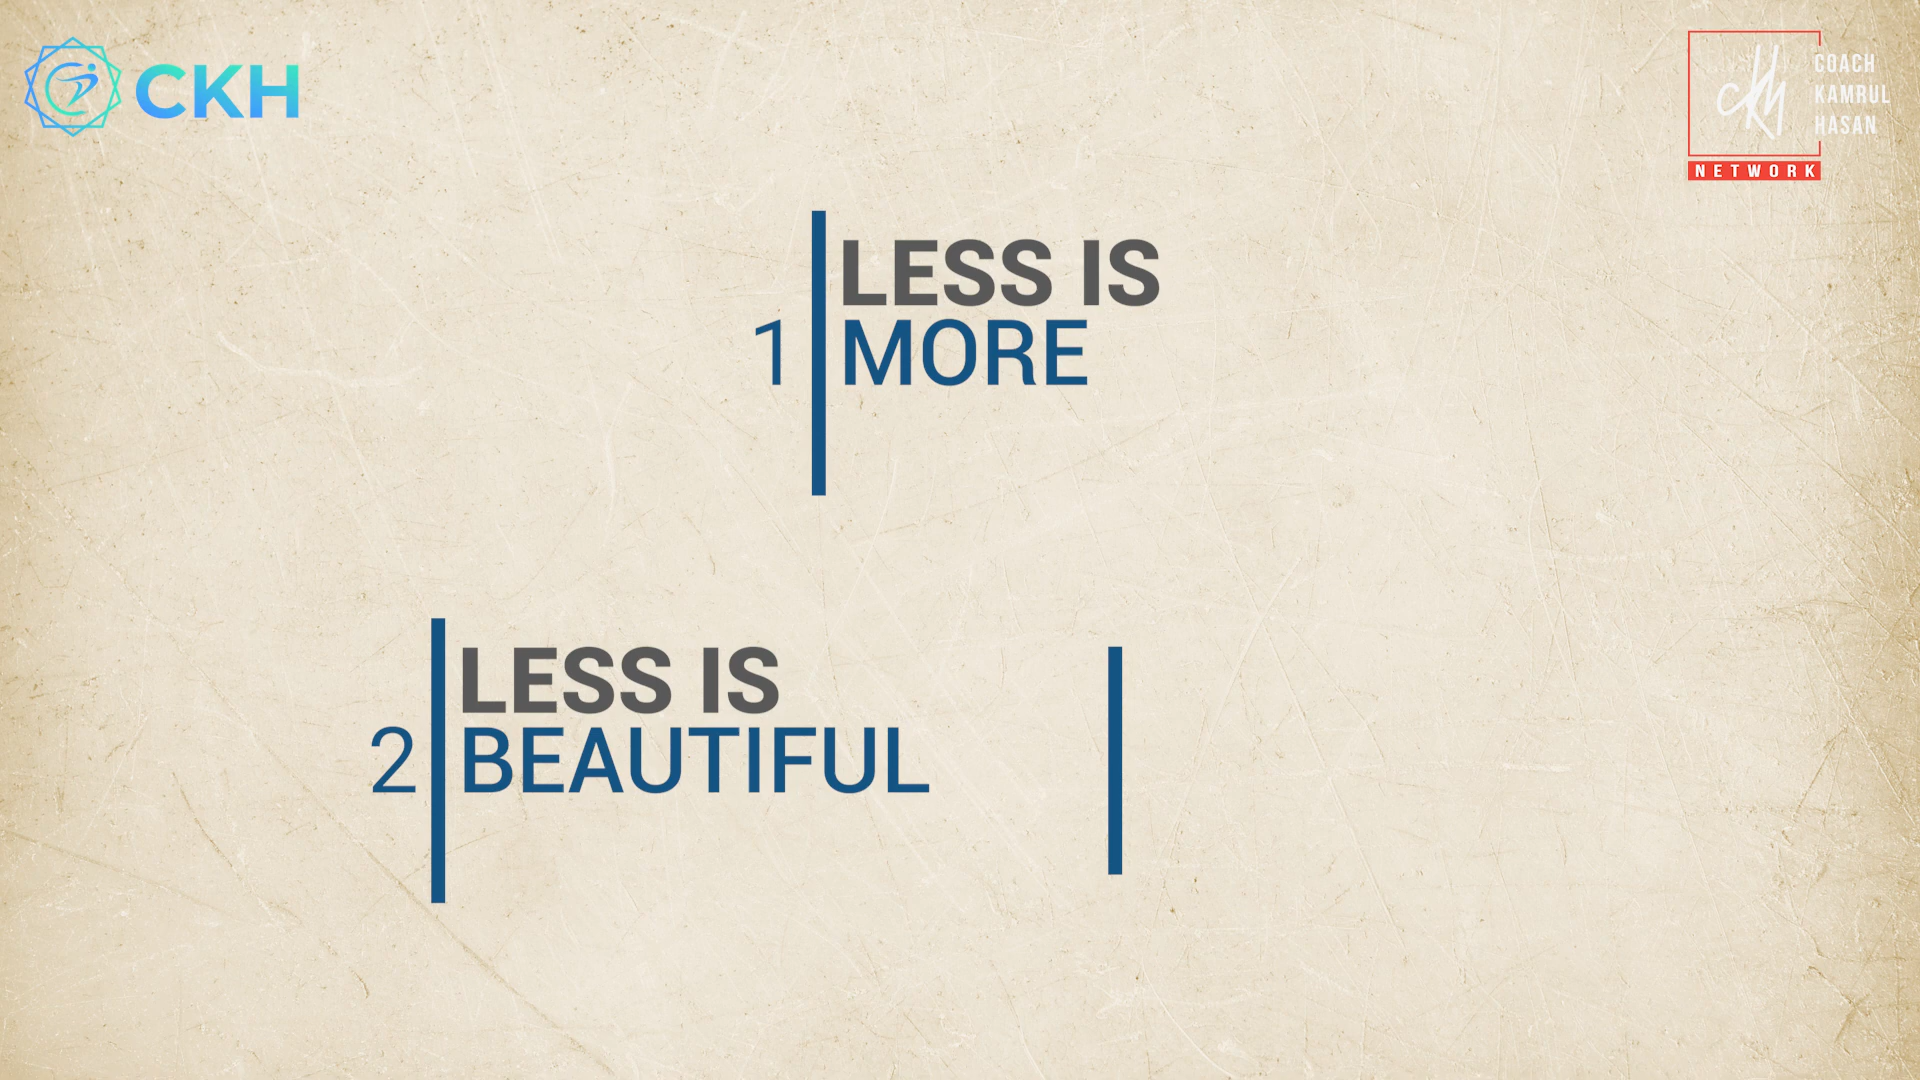 CKH
COACH
KAMRUL
HASAN
NETWORK
LESS IS
1 MORE
LESS IS
2 BEAUTIFUL